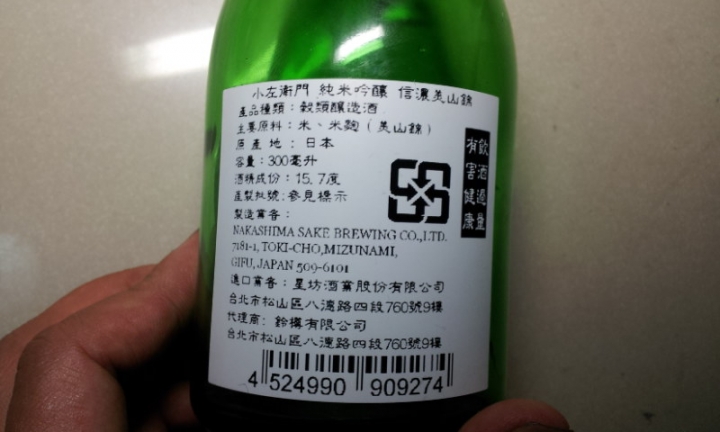 小左衛門 純米吟釀 信濃美山錦
產品種類：穀類釀造酒
主要原料：米、米麴（美山錦）
原產地：日本
容量：300毫升
酒精成份：15.7度
產製批號：參見標示
製造業者：
NAKASHIMA SAKE BREWING CO.,LTD.
7181-1, TOKI-CHO,MIZUNAMI,
GIFU, JAPAN 509-6101
進口業者：星坊酒業股份有限公司
台北市松山區八德路四段760號9樓
代理商：鈴樽有限公司
台北市松山區八德路四段760號9樓
4 524990 909274
飲酒過量
有害健康